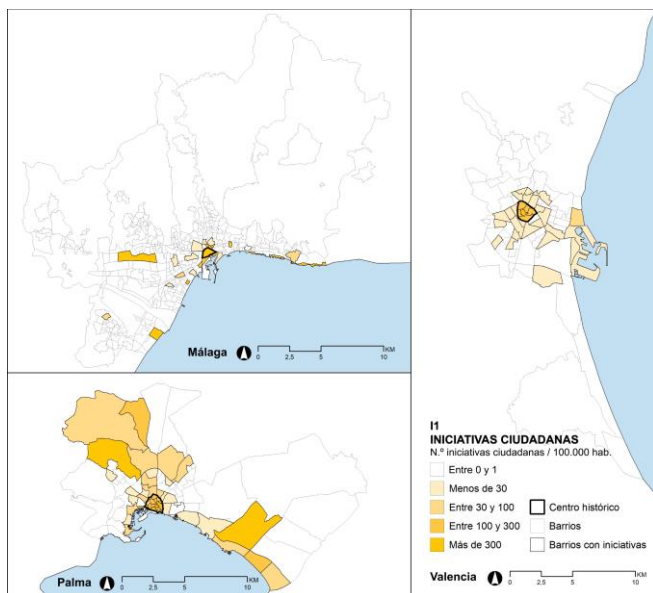 Málaga
0 2,5 5 10 KM
Palma
0 2,5 5 10 KM
I1
INICIATIVAS CIUDADANAS
N.º iniciativas ciudadanas / 100.000 hab.
Entre 0 y 1
Menos de 30
Entre 30 y 100
Entre 100 y 300
Más de 300
Centro histórico
Barrios
Barrios con iniciativas
Valencia
0 2,5 5 10 KM